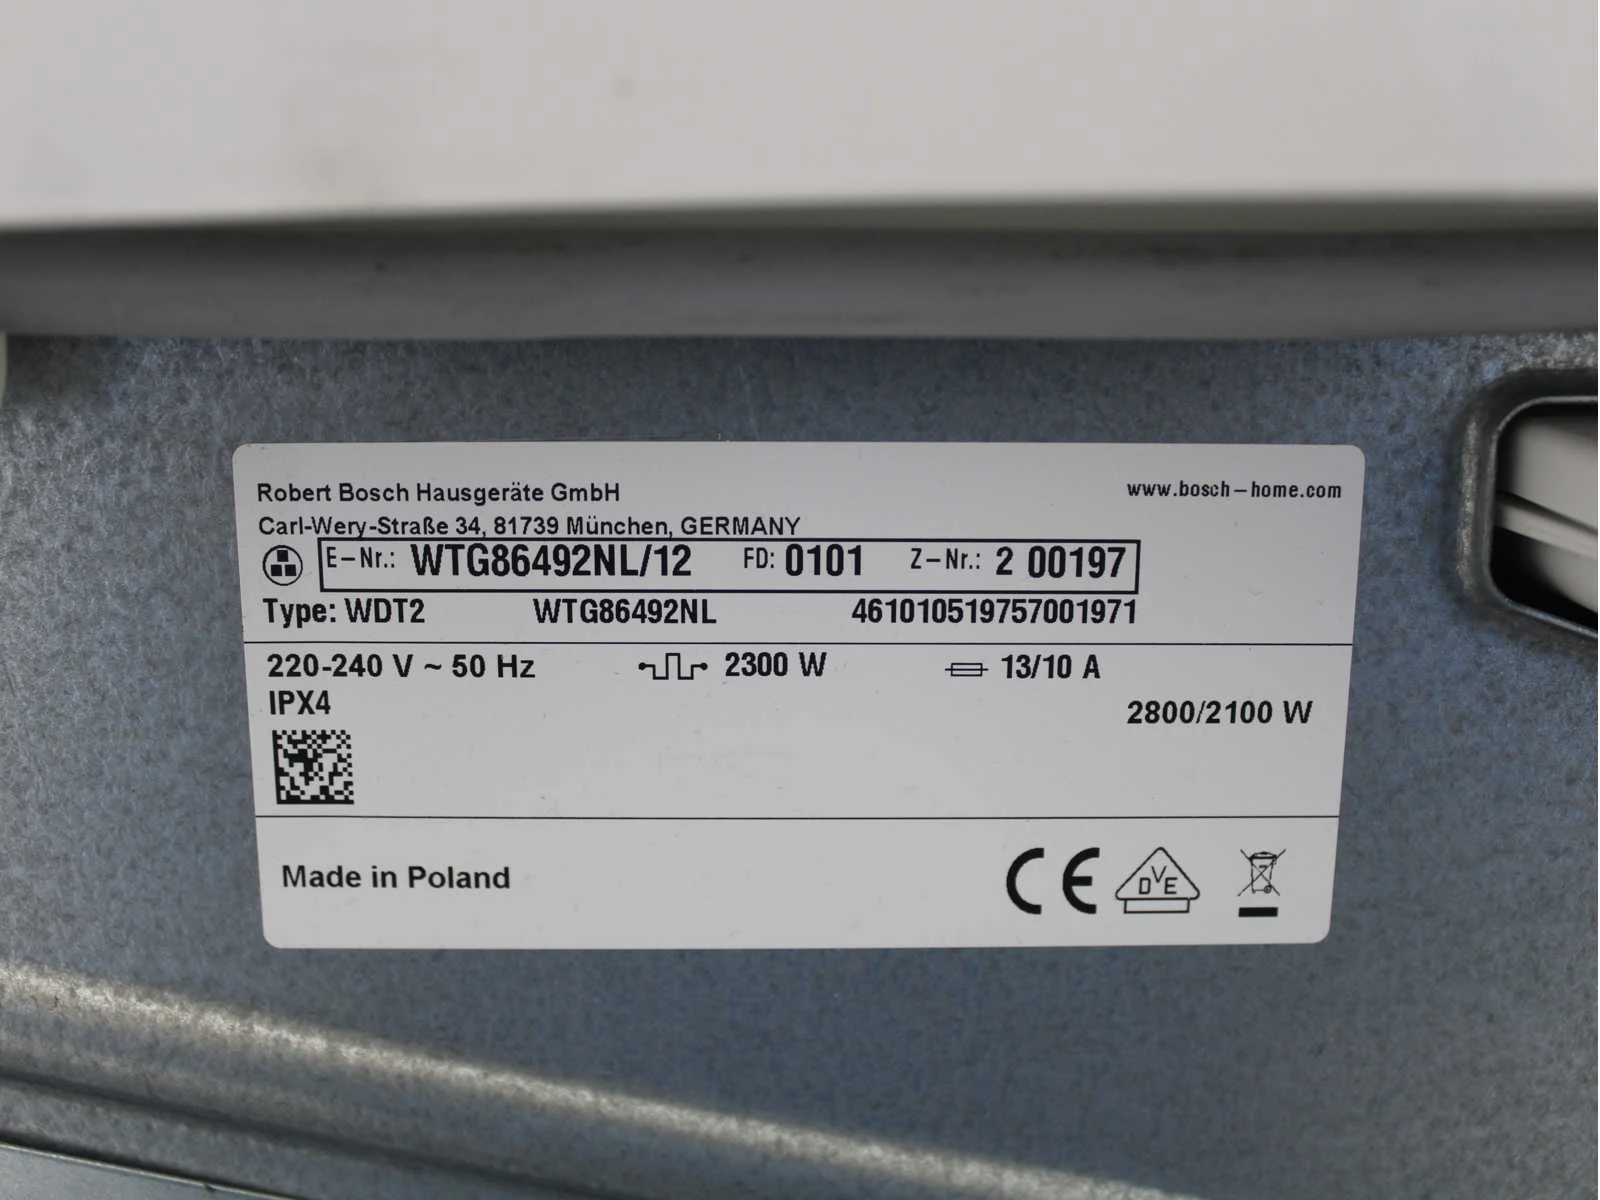 Robert Bosch Hausgeräte GmbH www.bosch-home.com
Carl-Wery-Straße 34, 81739 München, GERMANY
E-Nr.: WTG86492NL/12 FD: 0101 Z-Nr.: 2 00197
Type: WDT2 WTG86492NL 461010519757001971
220-240 V ~ 50 Hz 2300 W 13/10 A
IPX4 2800/2100 W
Made in Poland CE DVE